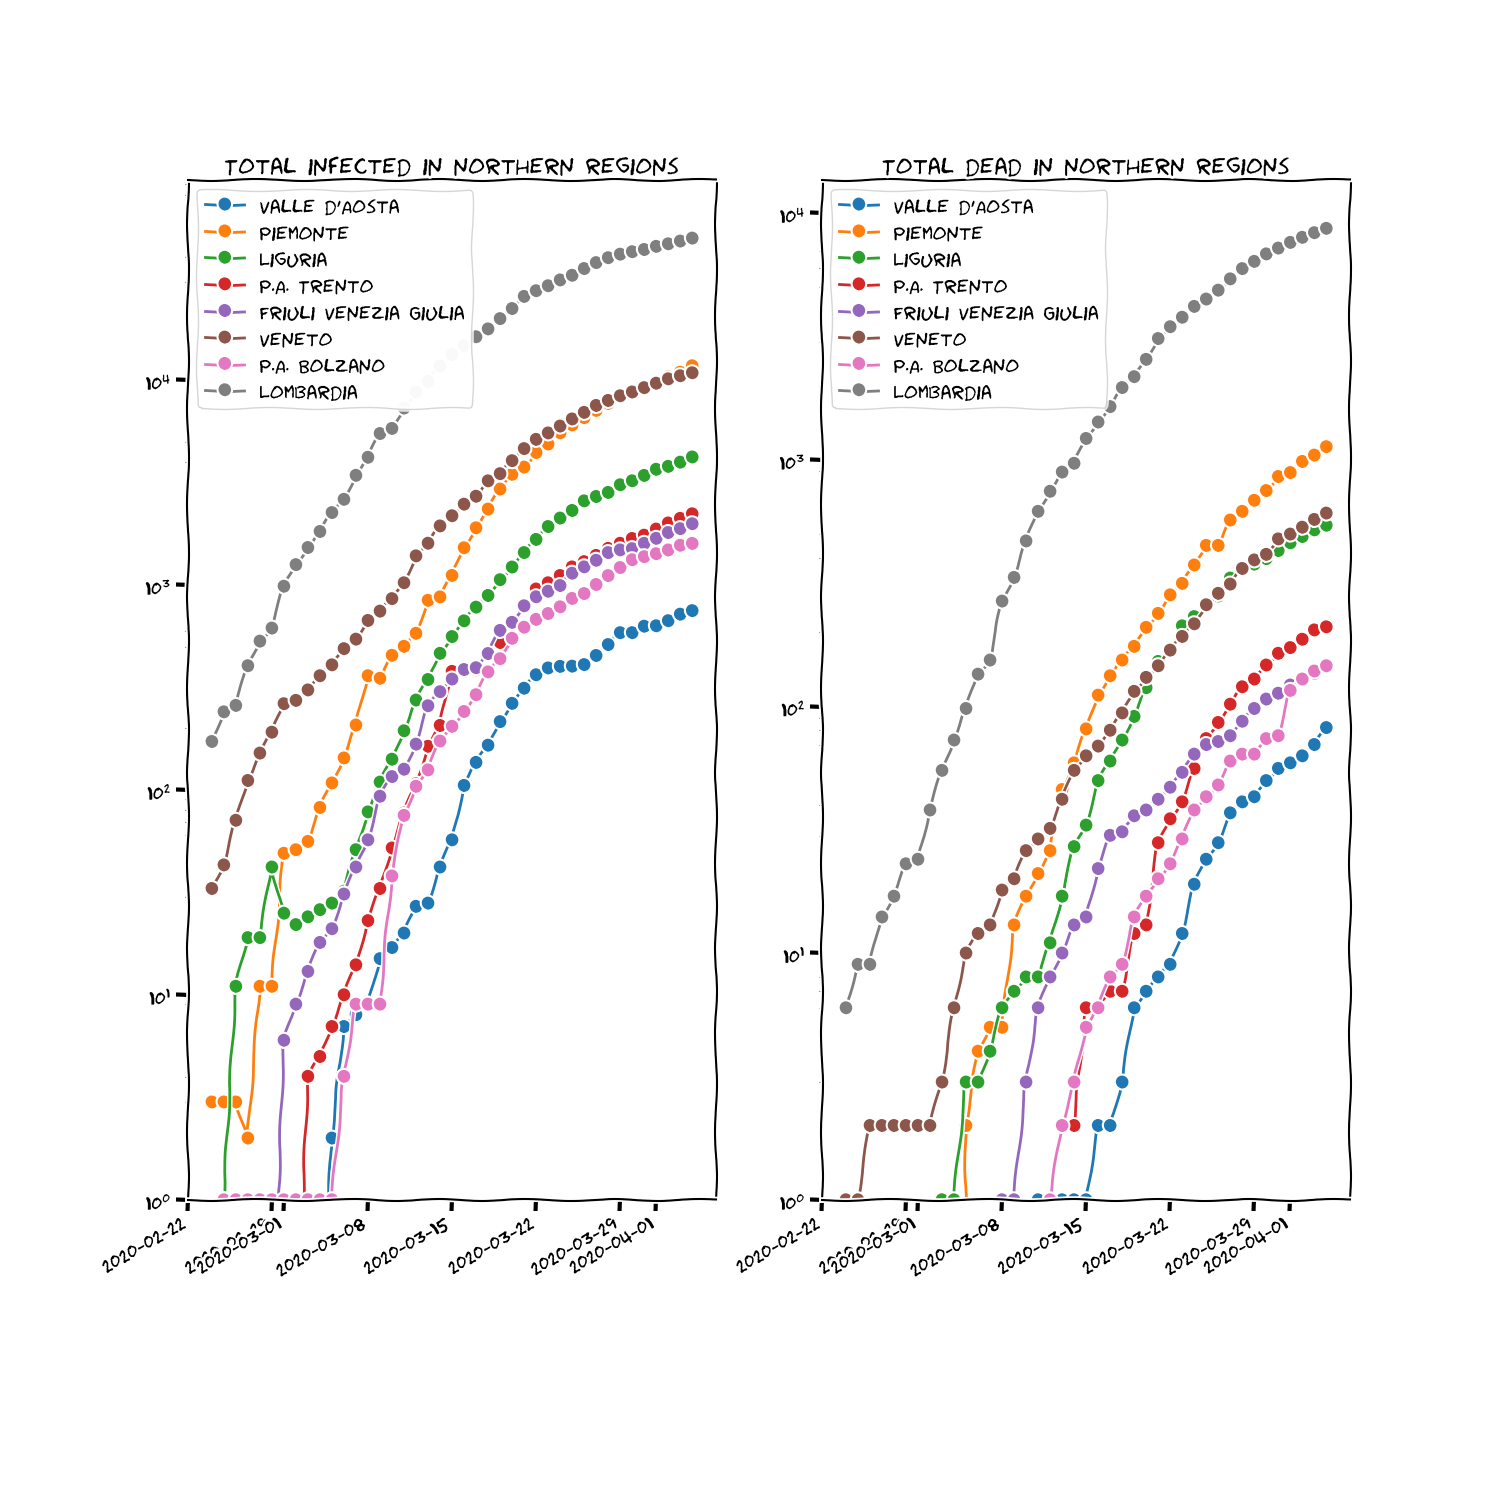 TOTAL INFECTED IN NORTHERN REGIONS
VALLE D'AOSTA
PIEMONTE
LIGURIA
P.A. TRENTO
FRIULI VENEZIA GIULIA
VENETO
P.A. BOLZANO
LOMBARDIA
10⁴
10³
10²
10¹
10⁰
2020-02-22
2020-03-01
2020-03-08
2020-03-15
2020-03-22
2020-03-29
2020-04-01
TOTAL DEAD IN NORTHERN REGIONS
VALLE D'AOSTA
PIEMONTE
LIGURIA
P.A. TRENTO
FRIULI VENEZIA GIULIA
VENETO
P.A. BOLZANO
LOMBARDIA
10⁴
10³
10²
10¹
10⁰
2020-02-22
2020-03-01
2020-03-08
2020-03-15
2020-03-22
2020-03-29
2020-04-01